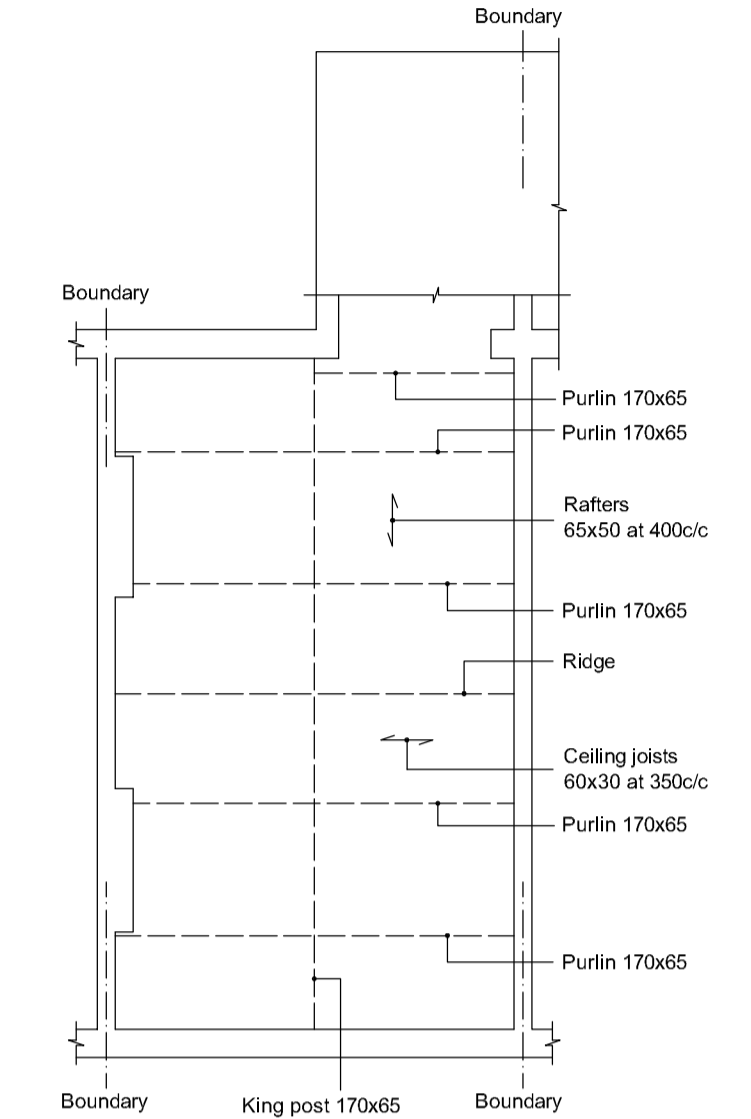 Boundary
Boundary
Purlin 170x65
Purlin 170x65
Rafters
65x50 at 400c/c
Purlin 170x65
Ridge
Ceiling joists
60x30 at 350c/c
Purlin 170x65
Purlin 170x65
Boundary
King post 170x65
Boundary